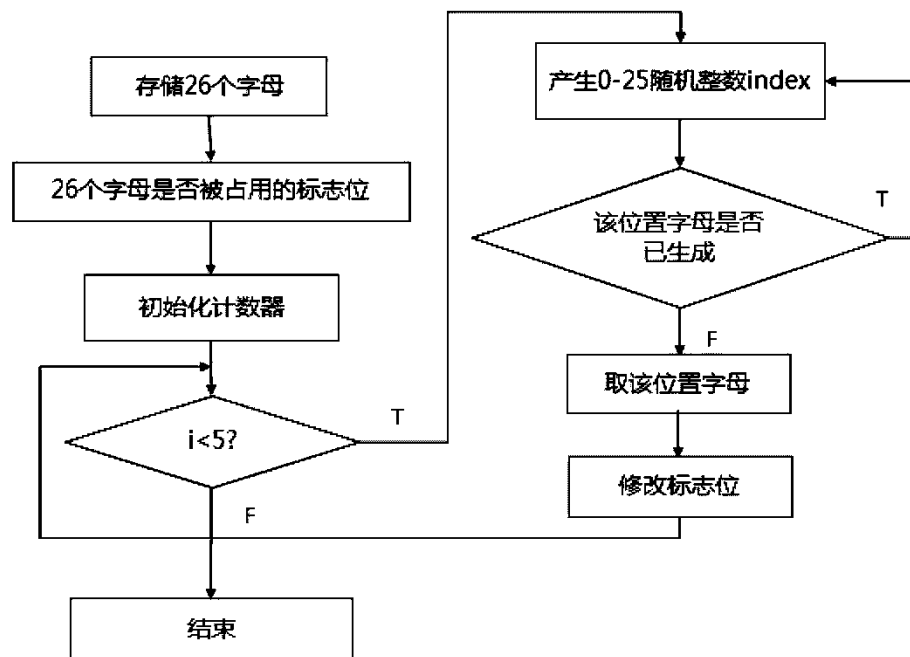 存储26个字母
26个字母是否被占用的标志位
初始化计数器
i<5?
T
F
结束
产生0-25随机整数index
该位置字母是否
已生成
T
F
取该位置字母
修改标志位